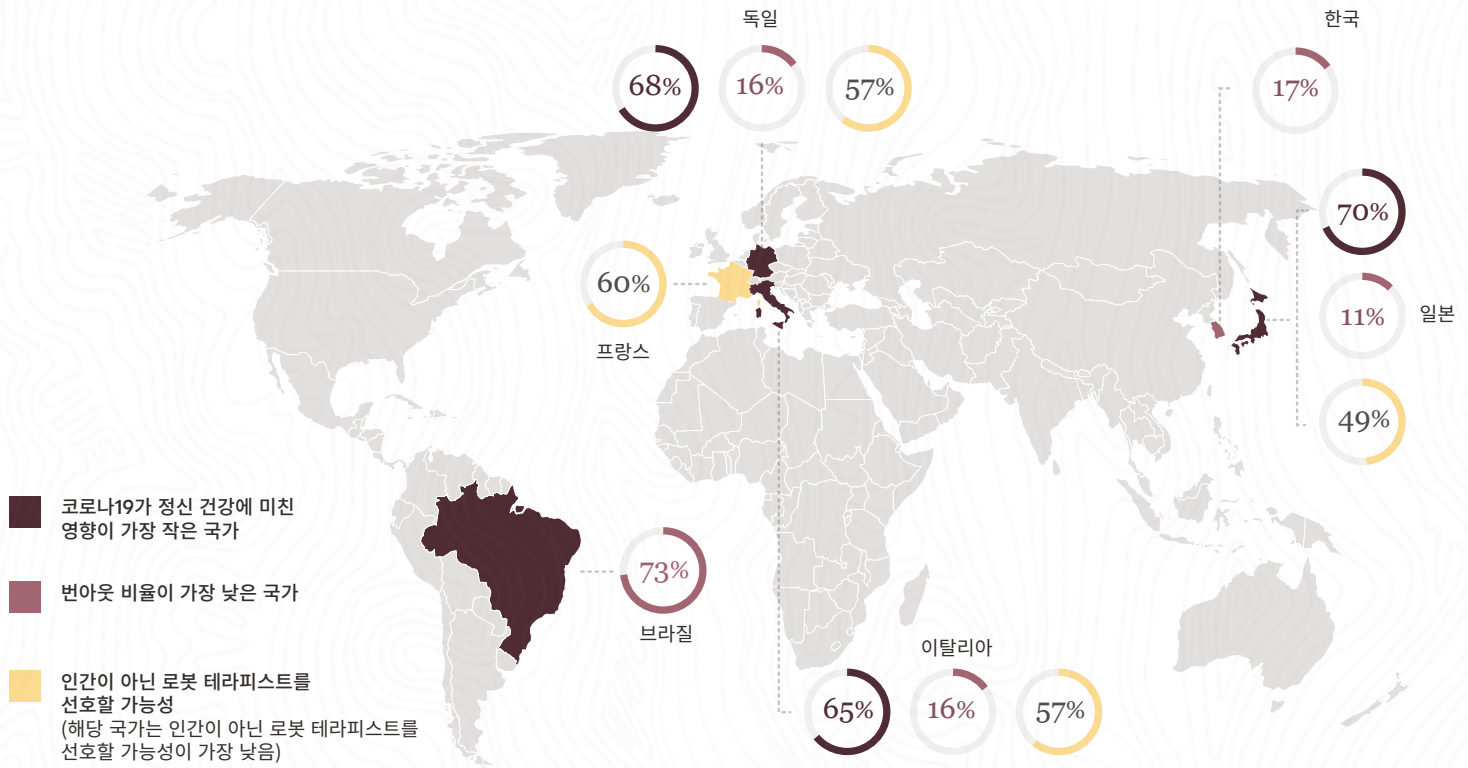 독일
68%
16%
57%
한국
17%
70%
11%
일본
49%
60%
프랑스
코로나19가 정신 건강에 미친
영향이 가장 작은 국가
번아웃 비율이 가장 낮은 국가
인간이 아닌 로봇 테라피스트를
선호할 가능성
(해당 국가는 인간이 아닌 로봇 테라피스트를
선호할 가능성이 가장 낮음)
73%
브라질
이탈리아
65%
16%
57%